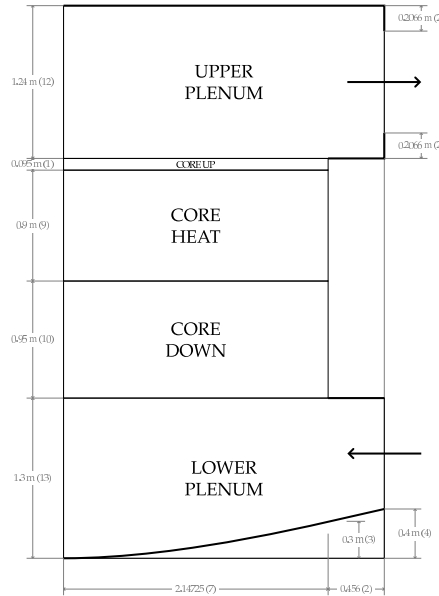 0.2066 m (2
UPPER
PLENUM
1.24 m (12)
0.2066 m (2
0.095 m (1)
CORE UP
CORE
HEAT
0.9 m (9)
CORE
DOWN
0.95 m (10)
LOWER
PLENUM
1.3 m (13)
0.3 m (3)
0.4 m (4)
2.14725 (7)
0.456 (2)